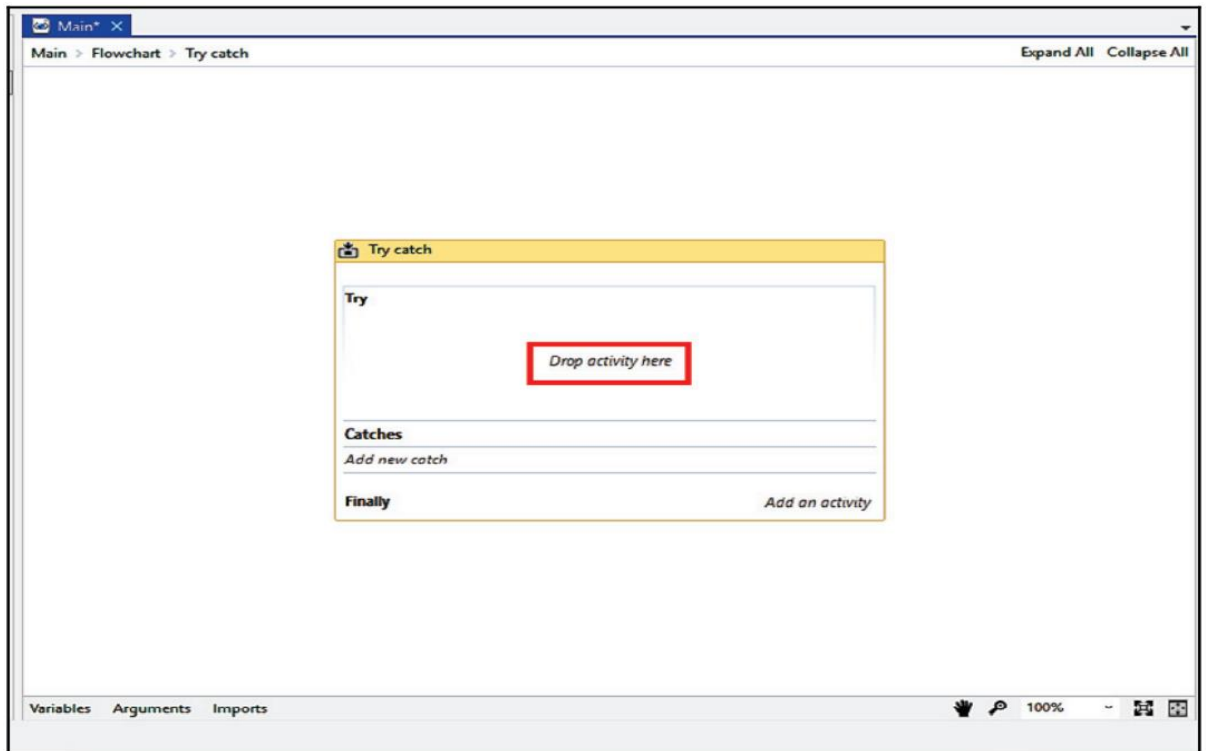 Main*
Main > Flowchart > Try catch Expand All Collapse All
Try catch
Try
Drop activity here
Catches
Add new catch
Finally Add an activity
Variables Arguments Imports 100%